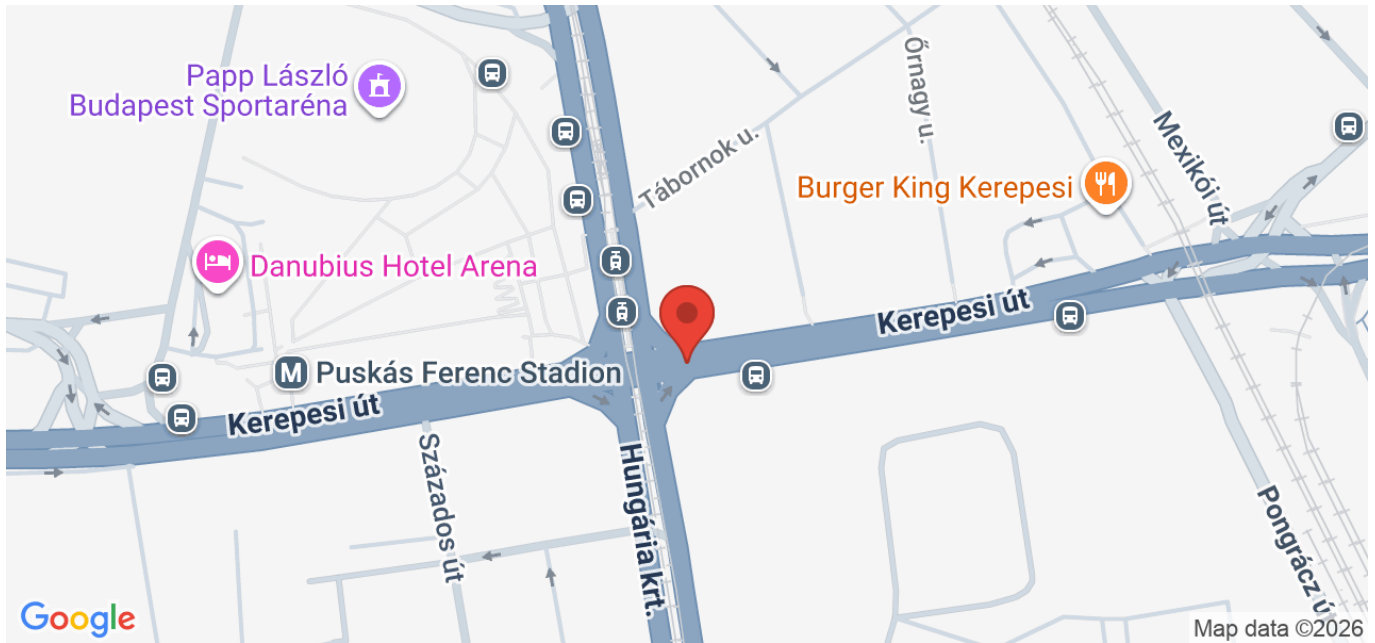 Papp László
Budapest Sportaréna
Őrnagy u.
Tábornok u.
Mexikói út
Burger King Kerepesi
Danubius Hotel Arena
Kerepesi út
M Puskás Ferenc Stadion
Kerepesi út
Százados út
Hungária krt.
Pongrácz ú
Google
Map data ©2026